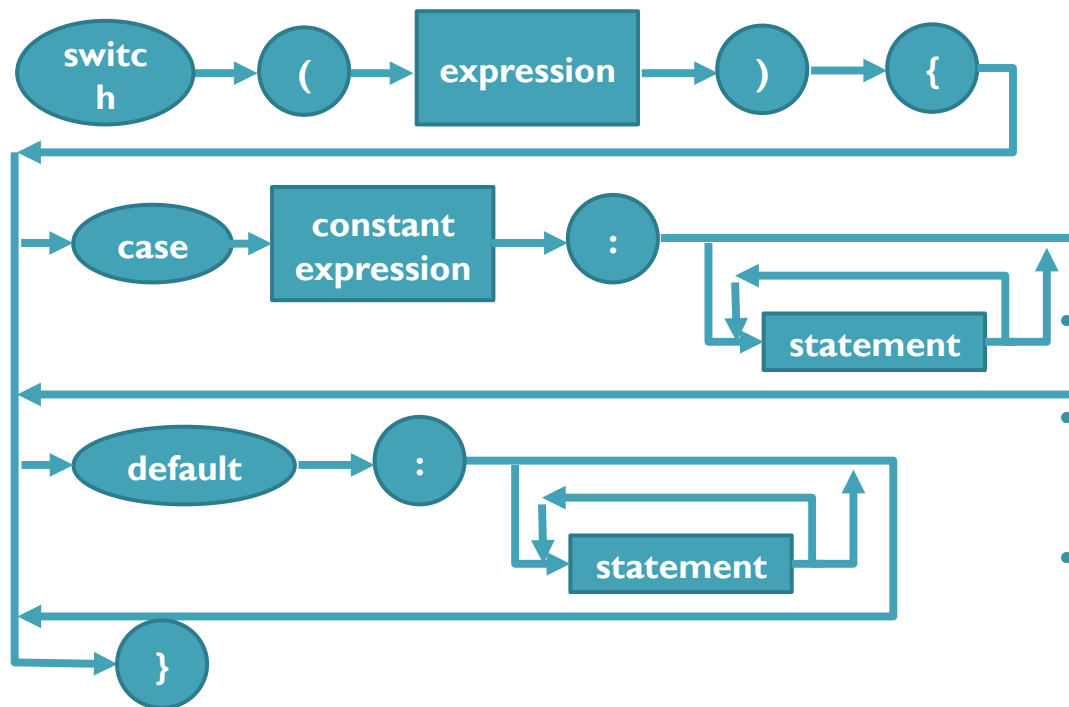 switc
h
(
expression
)
{
case
constant
expression
:
statement
default
:
statement
}